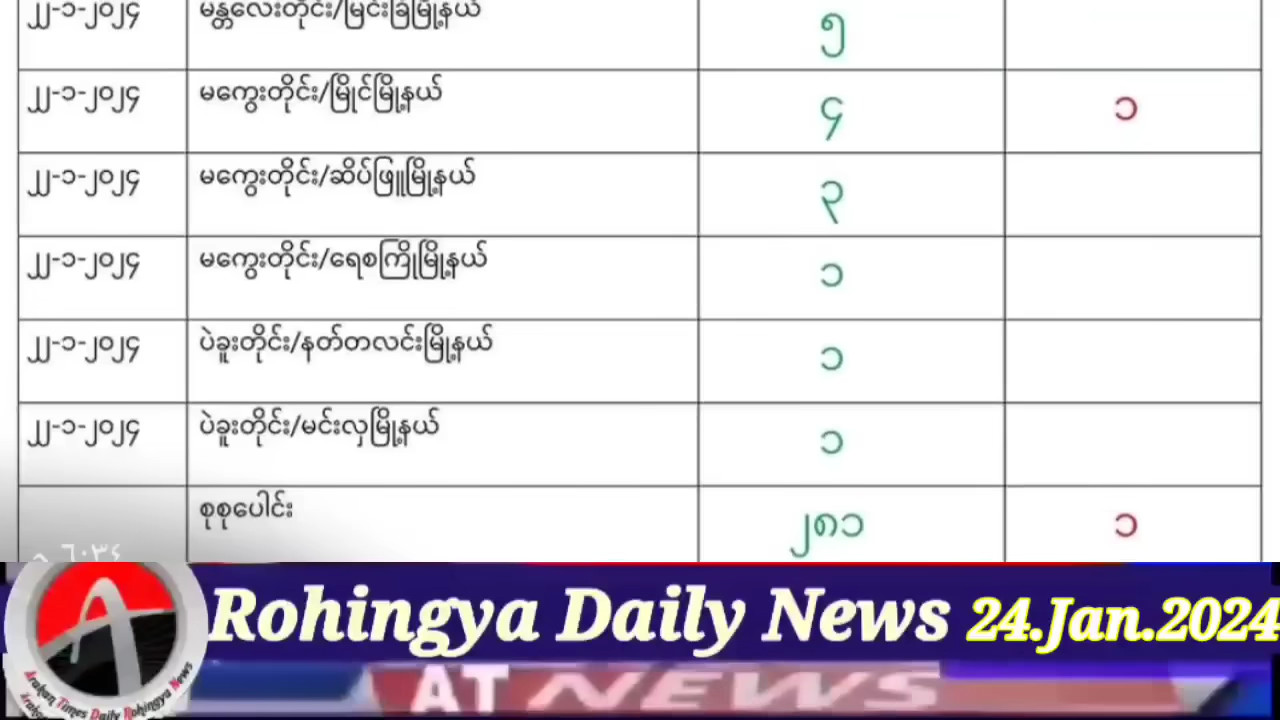 ၂၂-၁-၂၀၂၄ မန္တလေးတိုင်း/မြင်းခြံမြို့နယ် ၅
၂၂-၁-၂၀၂၄ မကွေးတိုင်း/မြိုင်မြို့နယ် ၄ ၁
၂၂-၁-၂၀၂၄ မကွေးတိုင်း/ဆိပ်ဖြူမြို့နယ် ၃
၂၂-၁-၂၀၂၄ မကွေးတိုင်း/ရေစကြိုမြို့နယ် ၁
၂၂-၁-၂၀၂၄ ပဲခူးတိုင်း/နတ်တလင်းမြို့နယ် ၁
၂၂-၁-၂၀၂၄ ပဲခူးတိုင်း/မင်းလှမြို့နယ် ၁
စုစုပေါင်း ၂၈၁ ၁
Rohingya Daily News 24.Jan.2024
AT NEWS
Arakan Times Daily Rohingya News